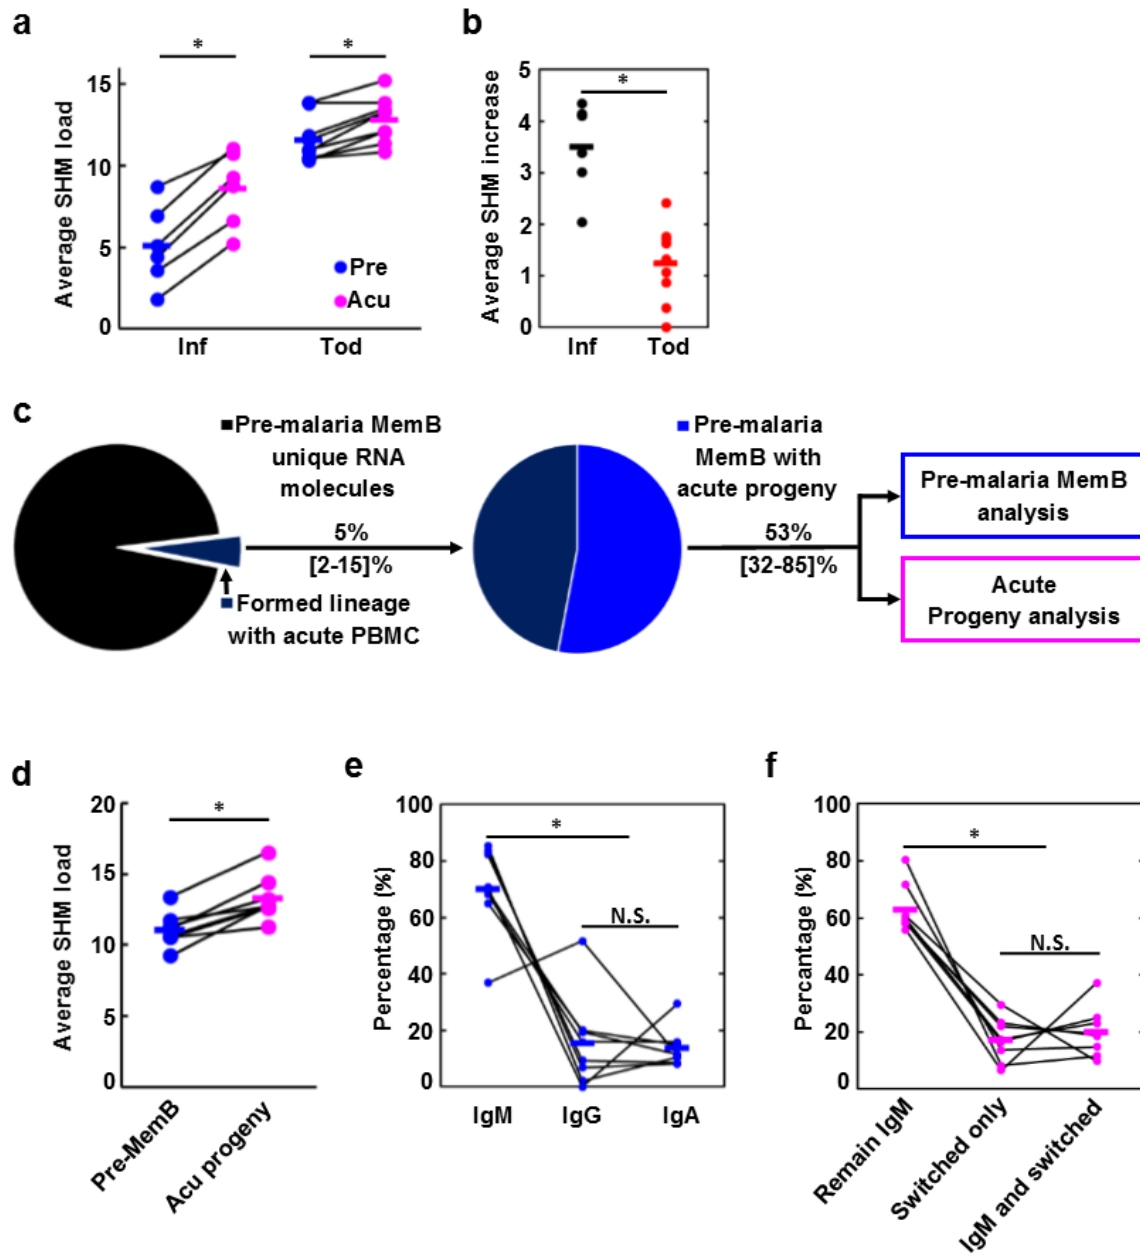 a
*
*
Average SHM load
15
10
5
0
Pre
Acu
Inf
Tod
b
*
Average SHM increase
5
4
3
2
1
0
Inf
Tod
c
Pre-malaria MemB
unique RNA
molecules
5%
[2-15]%
Formed lineage
with acute PBMC
Pre-malaria
MemB with
acute progeny
53%
[32-85]%
Pre-malaria MemB
analysis
Acute
Progeny analysis
d
*
Average SHM load
20
15
10
5
0
Pre-MemB
Acu progeny
e
*
N.S.
Percentage (%)
100
80
60
40
20
0
IgM
IgG
IgA
f
*
N.S.
Percantage (%)
100
80
60
40
20
0
Remain IgM
Switched only
IgM and switched